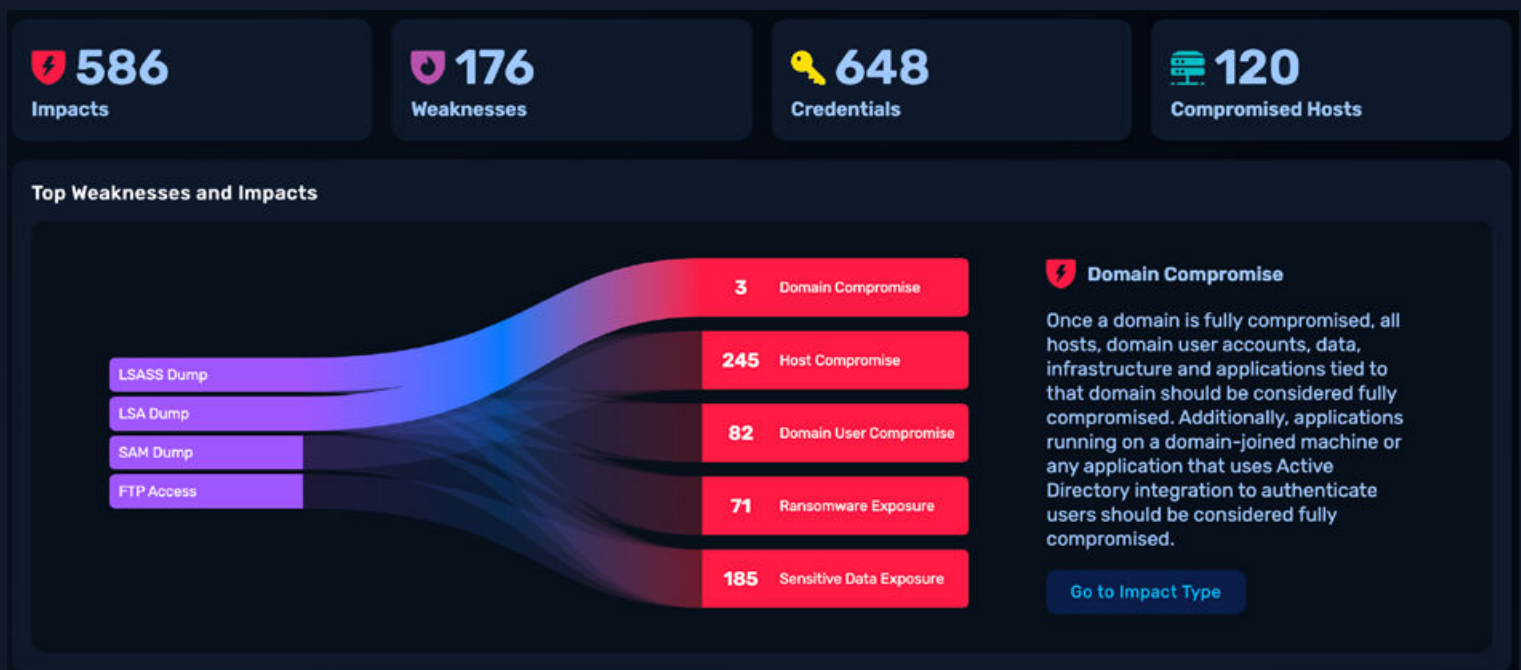 586
Impacts
176
Weaknesses
648
Credentials
120
Compromised Hosts
Top Weaknesses and Impacts
LSASS Dump
LSA Dump
SAM Dump
FTP Access
3 Domain Compromise
245 Host Compromise
82 Domain User Compromise
71 Ransomware Exposure
185 Sensitive Data Exposure
Domain Compromise
Once a domain is fully compromised, all
hosts, domain user accounts, data,
infrastructure and applications tied to
that domain should be considered fully
compromised. Additionally, applications
running on a domain-joined machine or
any application that uses Active
Directory integration to authenticate
users should be considered fully
compromised.
Go to Impact Type